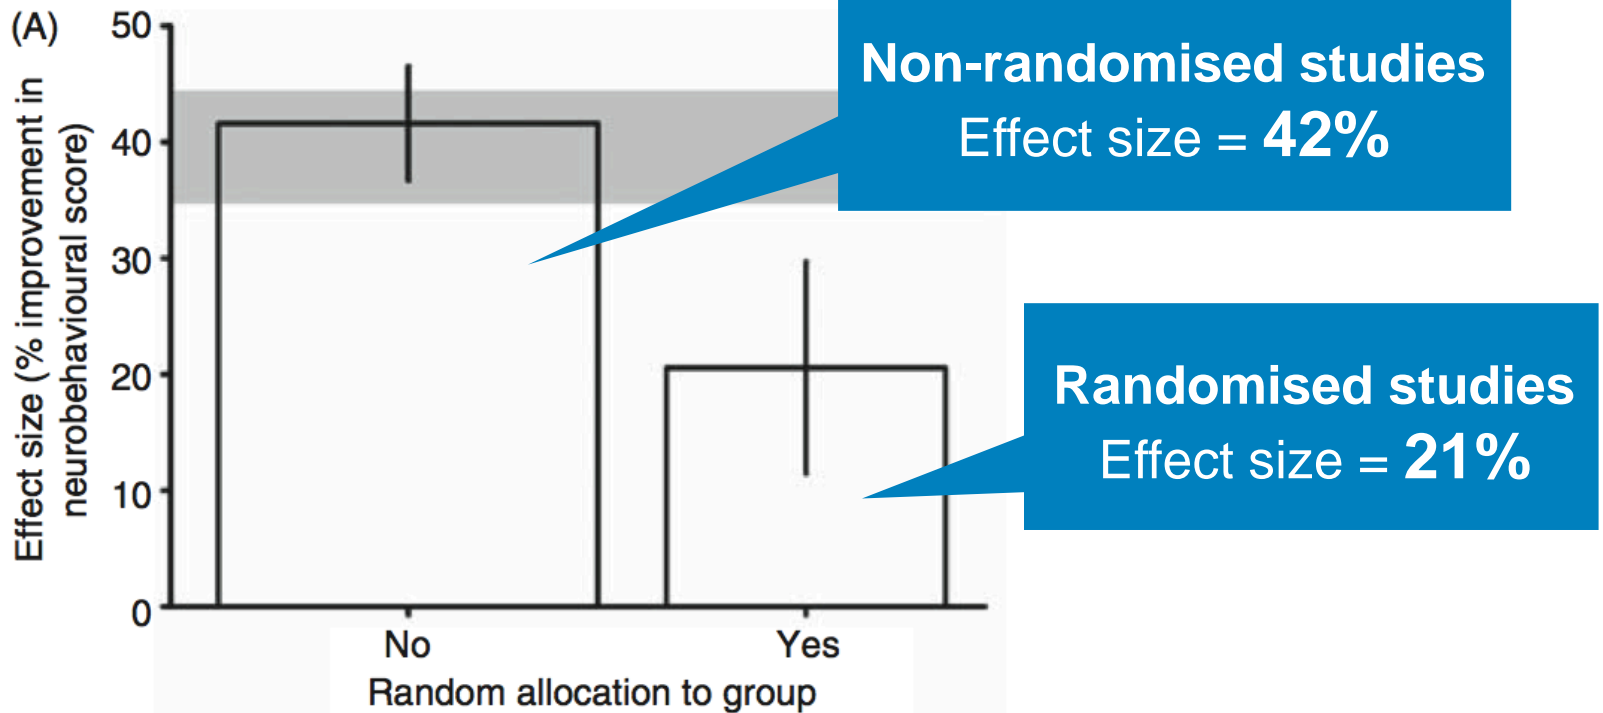 (A)
50
40
30
20
10
0
Effect size (% improvement in
neurobehavioural score)
Non-randomised studies
Effect size = 42%
Randomised studies
Effect size = 21%
No
Yes
Random allocation to group